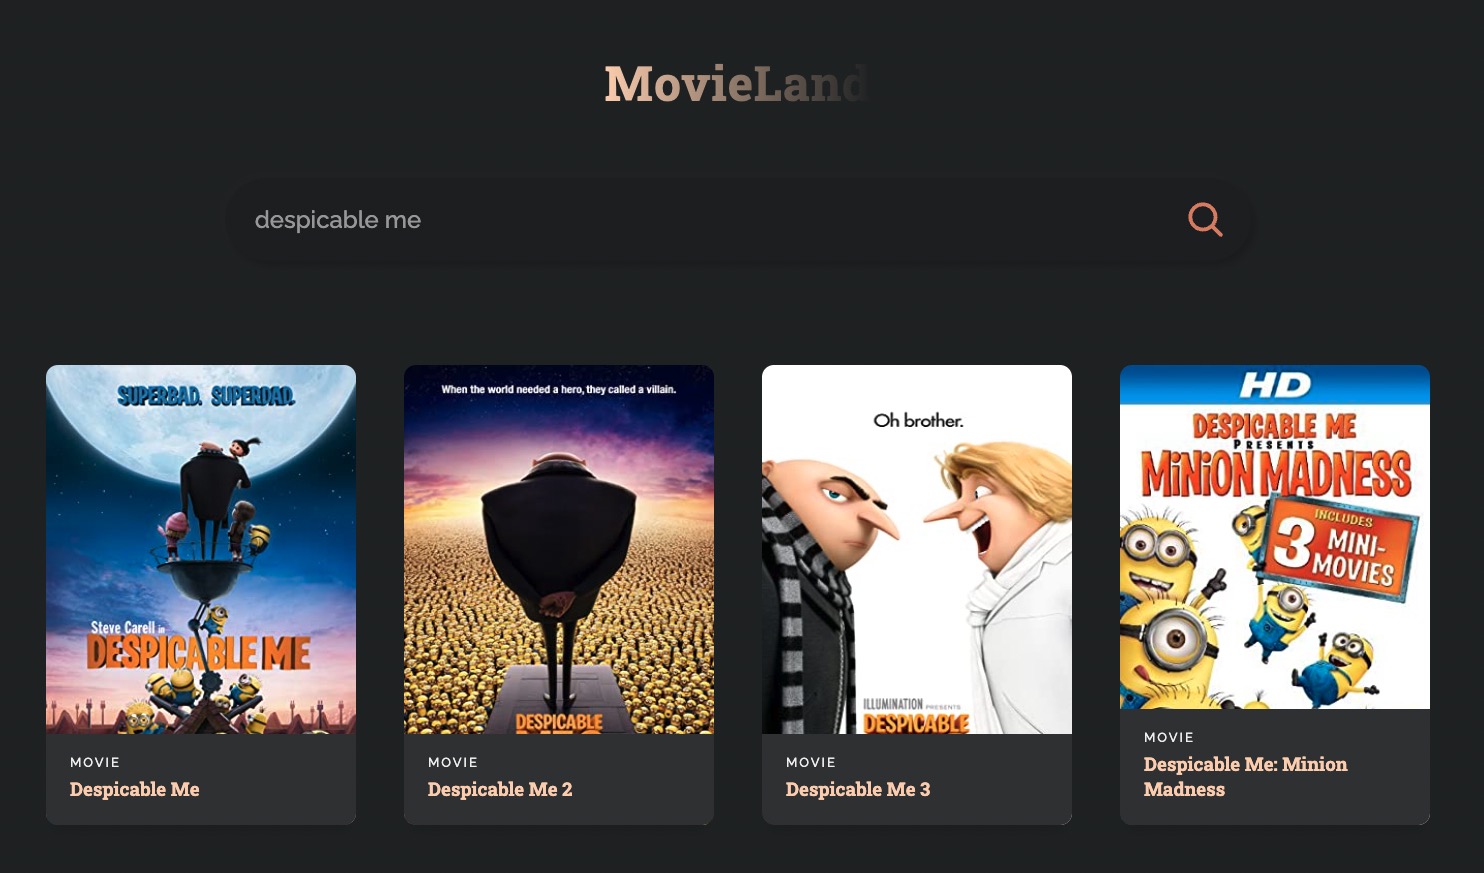 MovieLand
despicable me
SUPERBAD. SUPERDAD.
Steve Carell in
DESPICABLE ME
MOVIE
Despicable Me
When the world needed a hero, they called a villain.
DESPICABLE
MOVIE
Despicable Me 2
Oh brother.
ILLUMINATION PRESENTS
DESPICABLE
MOVIE
Despicable Me 3
HD
DESPICABLE ME
PRESENTS
MINION MADNESS
INCLUDES
3 MINI-
MOVIES
MOVIE
Despicable Me: Minion
Madness